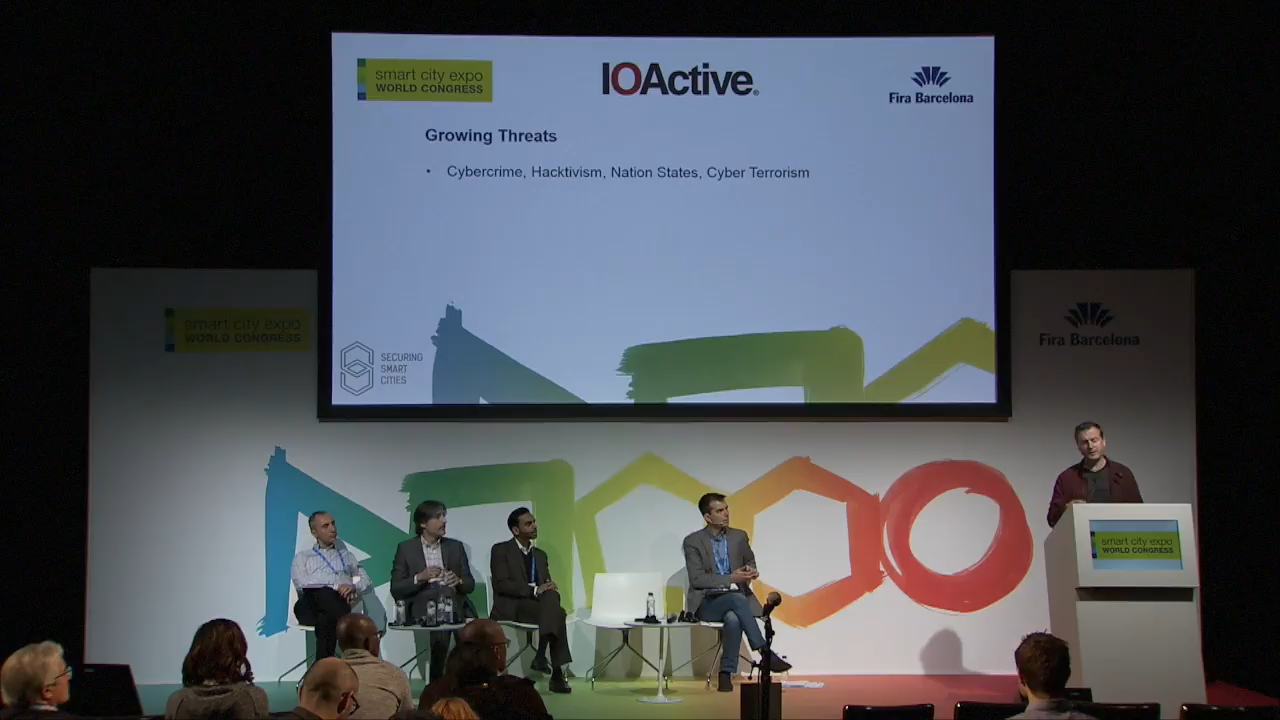 smart city expo
WORLD CONGRESS
IOActive®
Fira Barcelona
Growing Threats
• Cybercrime, Hacktivism, Nation States, Cyber Terrorism
SECURING
SMART
CITIES
smart city expo
WORLD CONGRESS
Fira Barcelona
smart city expo
WORLD CONGRESS